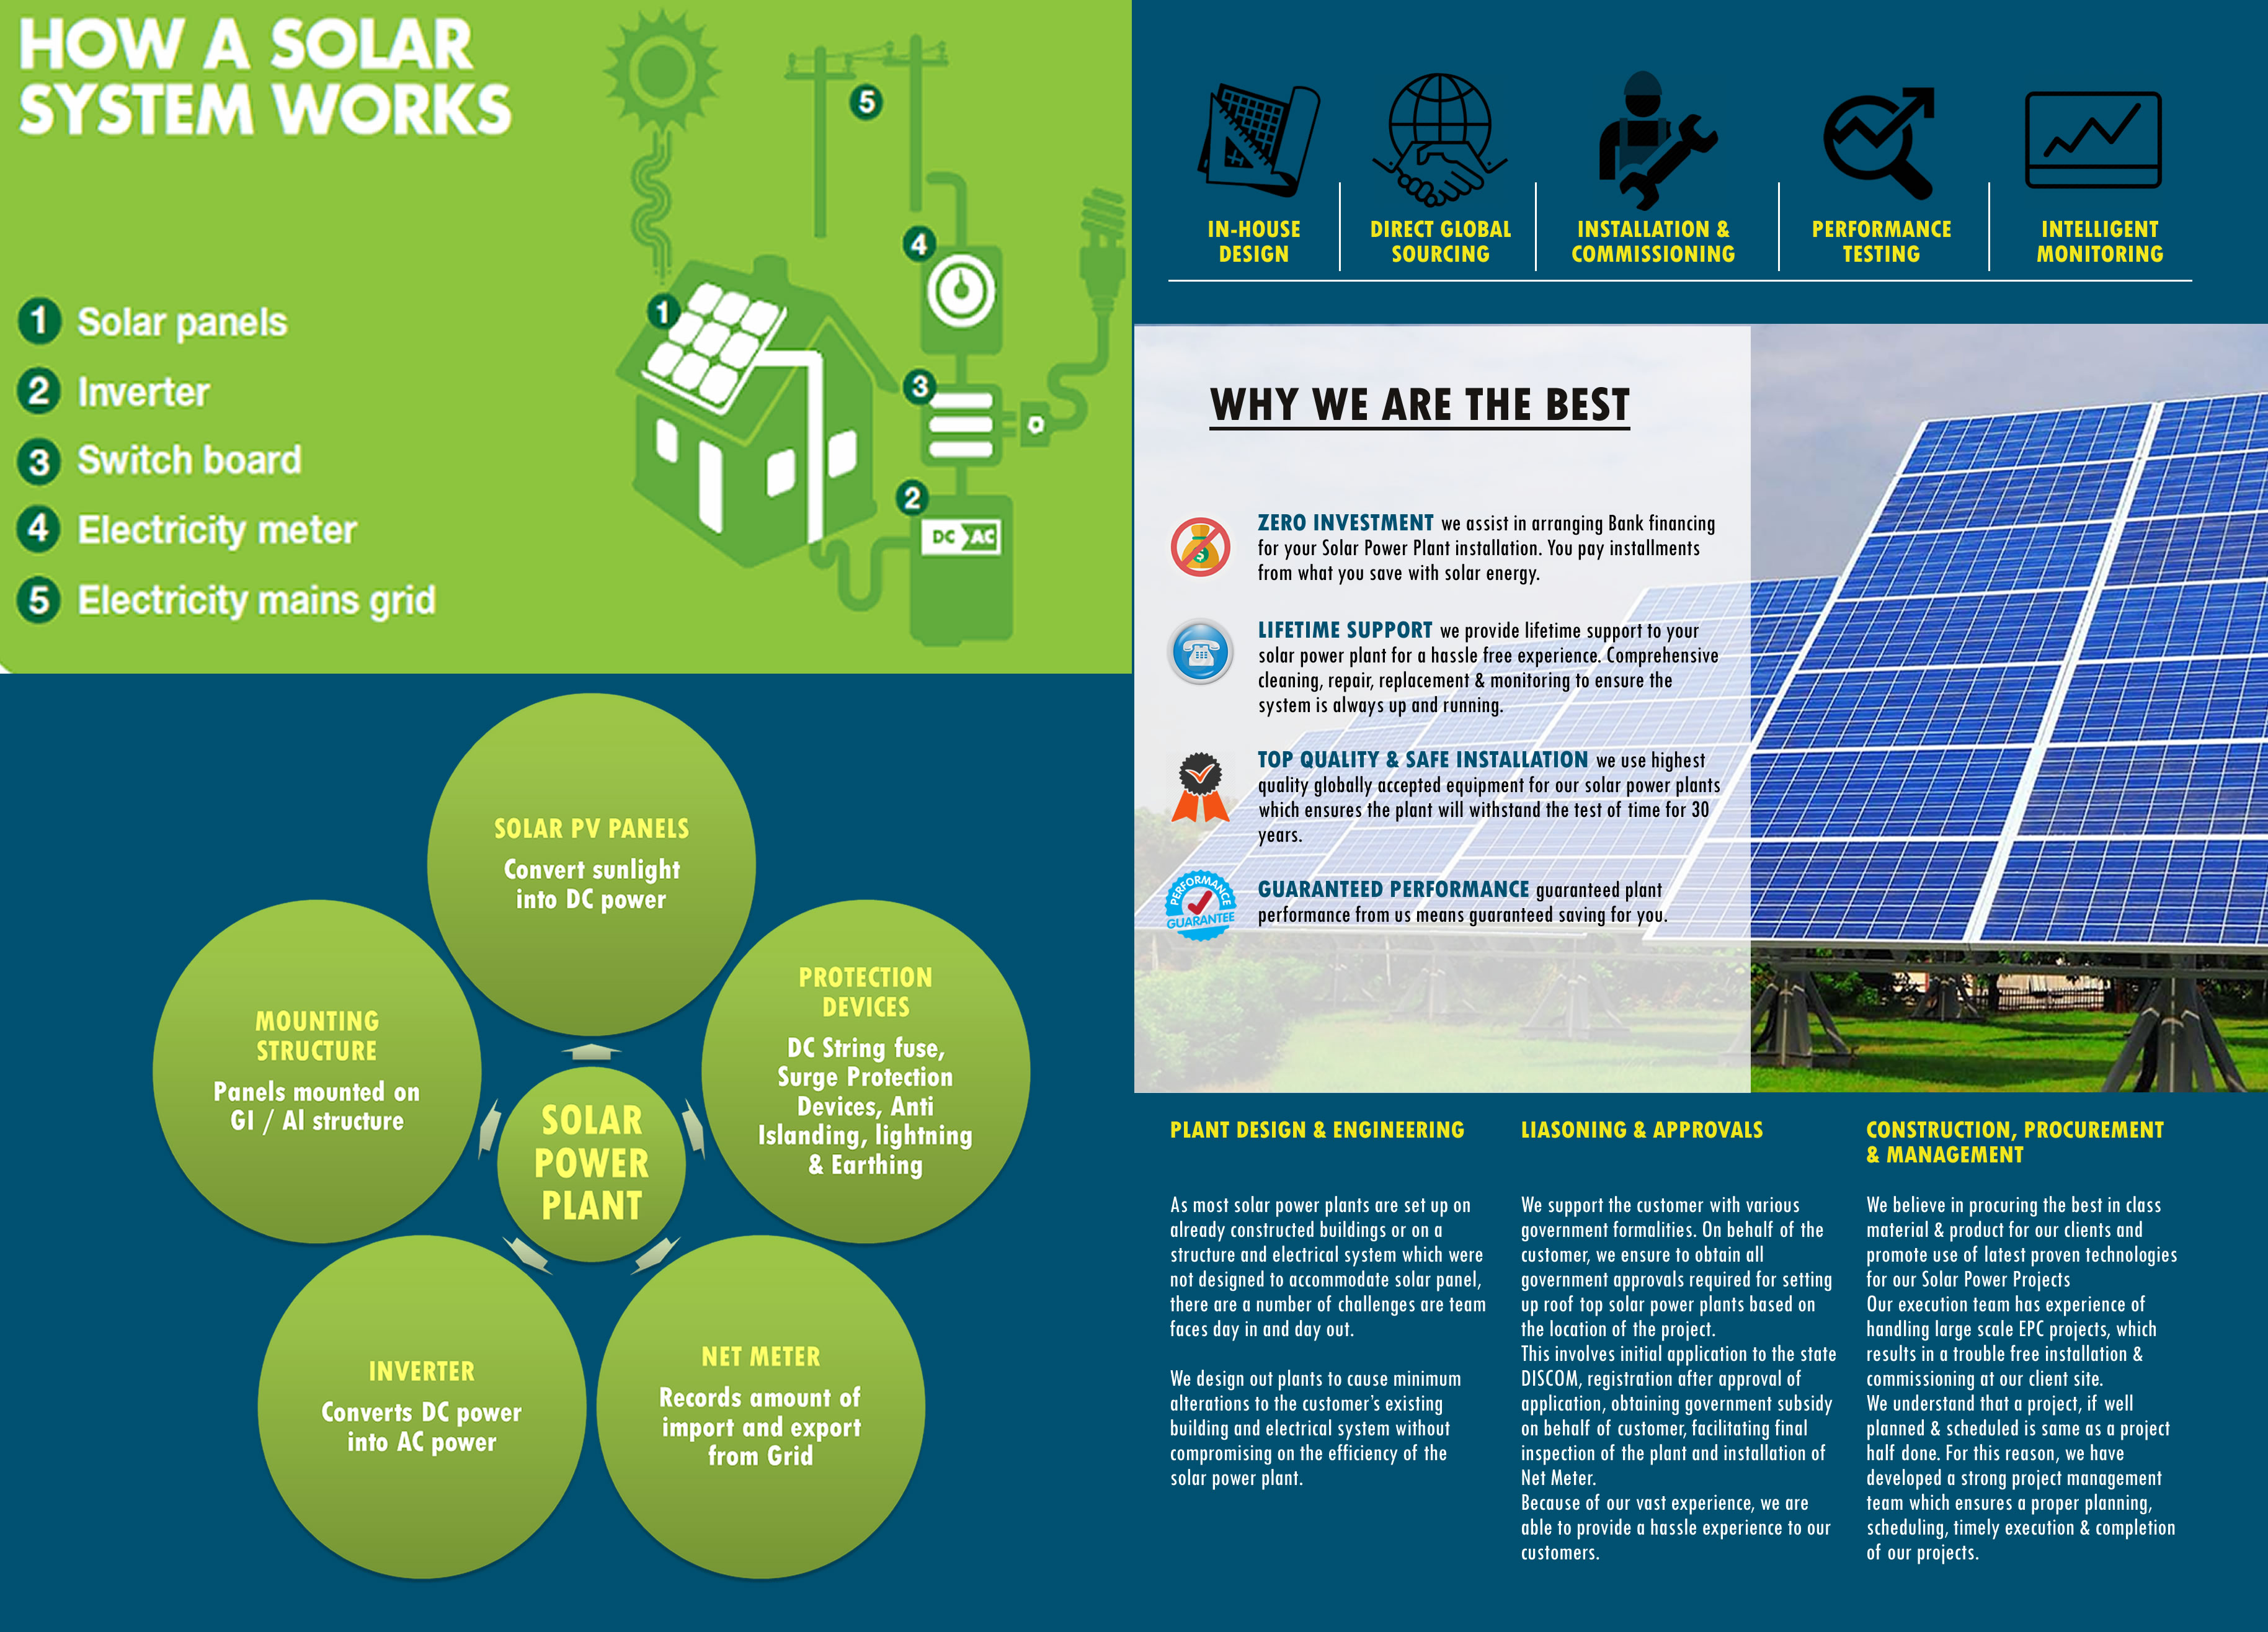 HOW A SOLAR
SYSTEM WORKS
1 Solar panels
2 Inverter
3 Switch board
4 Electricity meter
5 Electricity mains grid
5
4
1
3
2
DC AC
SOLAR PV PANELS
Convert sunlight
into DC power
PROTECTION
DEVICES
DC String fuse,
Surge Protection
Devices, Anti
Islanding, lightning
& Earthing
MOUNTING
STRUCTURE
Panels mounted on
GI / Al structure
SOLAR
POWER
PLANT
INVERTER
Converts DC power
into AC power
NET METER
Records amount of
import and export
from Grid
IN-HOUSE
DESIGN
DIRECT GLOBAL
SOURCING
INSTALLATION &
COMMISSIONING
PERFORMANCE
TESTING
INTELLIGENT
MONITORING
WHY WE ARE THE BEST
$
ZERO INVESTMENT we assist in arranging Bank financing
for your Solar Power Plant installation. You pay installments
from what you save with solar energy.
LIFETIME SUPPORT we provide lifetime support to your
solar power plant for a hassle free experience. Comprehensive
cleaning, repair, replacement & monitoring to ensure the
system is always up and running.
TOP QUALITY & SAFE INSTALLATION we use highest
quality globally accepted equipment for our solar power plants
which ensures the plant will withstand the test of time for 30
years.
PERFORMANCE
GUARANTEE
GUARANTEED PERFORMANCE guaranteed plant
performance from us means guaranteed saving for you.
PLANT DESIGN & ENGINEERING
As most solar power plants are set up on
already constructed buildings or on a
structure and electrical system which were
not designed to accommodate solar panel,
there are a number of challenges are team
faces day in and day out.
We design out plants to cause minimum
alterations to the customer's existing
building and electrical system without
compromising on the efficiency of the
solar power plant.
LIASONING & APPROVALS
We support the customer with various
government formalities. On behalf of the
customer, we ensure to obtain all
government approvals required for setting
up roof top solar power plants based on
the location of the project.
This involves initial application to the state
DISCOM, registration after approval of
application, obtaining government subsidy
on behalf of customer, facilitating final
inspection of the plant and installation of
Net Meter.
Because of our vast experience, we are
able to provide a hassle experience to our
customers.
CONSTRUCTION, PROCUREMENT
& MANAGEMENT
We believe in procuring the best in class
material & product for our clients and
promote use of latest proven technologies
for our Solar Power Projects
Our execution team has experience of
handling large scale EPC projects, which
results in a trouble free installation &
commissioning at our client site.
We understand that a project, if well
planned & scheduled is same as a project
half done. For this reason, we have
developed a strong project management
team which ensures a proper planning,
scheduling, timely execution & completion
of our projects.